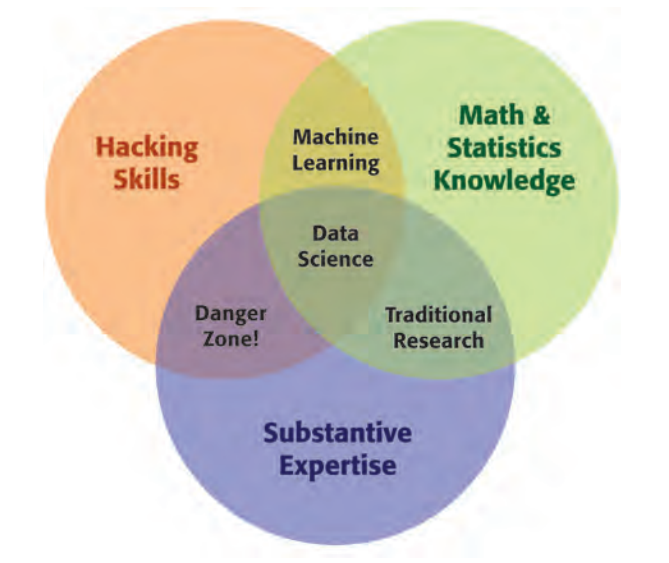 Hacking
Skills
Machine
Learning
Math &
Statistics
Knowledge
Data
Science
Danger
Zone!
Traditional
Research
Substantive
Expertise